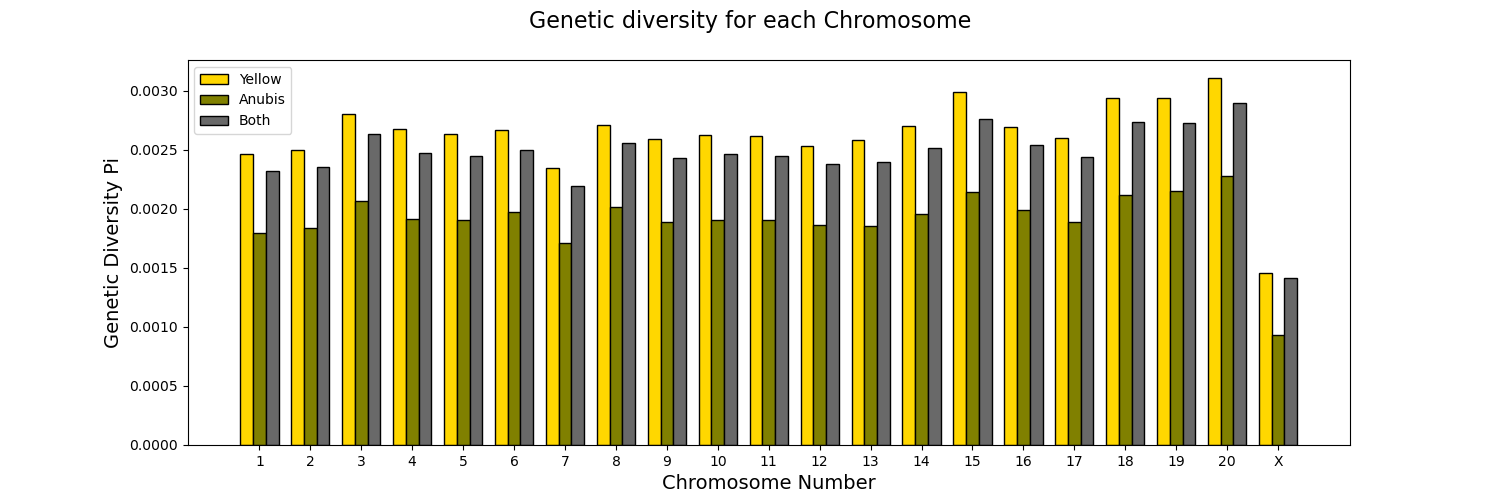 Genetic diversity for each Chromosome
Yellow
Anubis
Both
Genetic Diversity Pi
0.0030
0.0025
0.0020
0.0015
0.0010
0.0005
0.0000
1 2 3 4 5 6 7 8 9 10 11 12 13 14 15 16 17 18 19 20 X
Chromosome Number